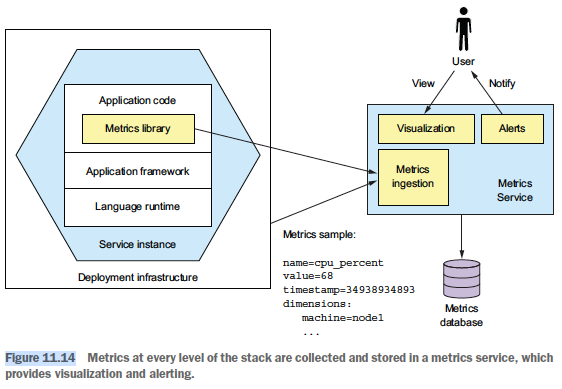 User
View
Notify
Application code
Metrics library
Application framework
Language runtime
Service instance
Deployment infrastructure
Visualization
Alerts
Metrics
ingestion
Metrics
Service
Metrics sample:
name=cpu_percent
value=68
timestamp=34938934893
dimensions:
machine=node1
...
Metrics
database
Figure 11.14 Metrics at every level of the stack are collected and stored in a metrics service, which
provides visualization and alerting.